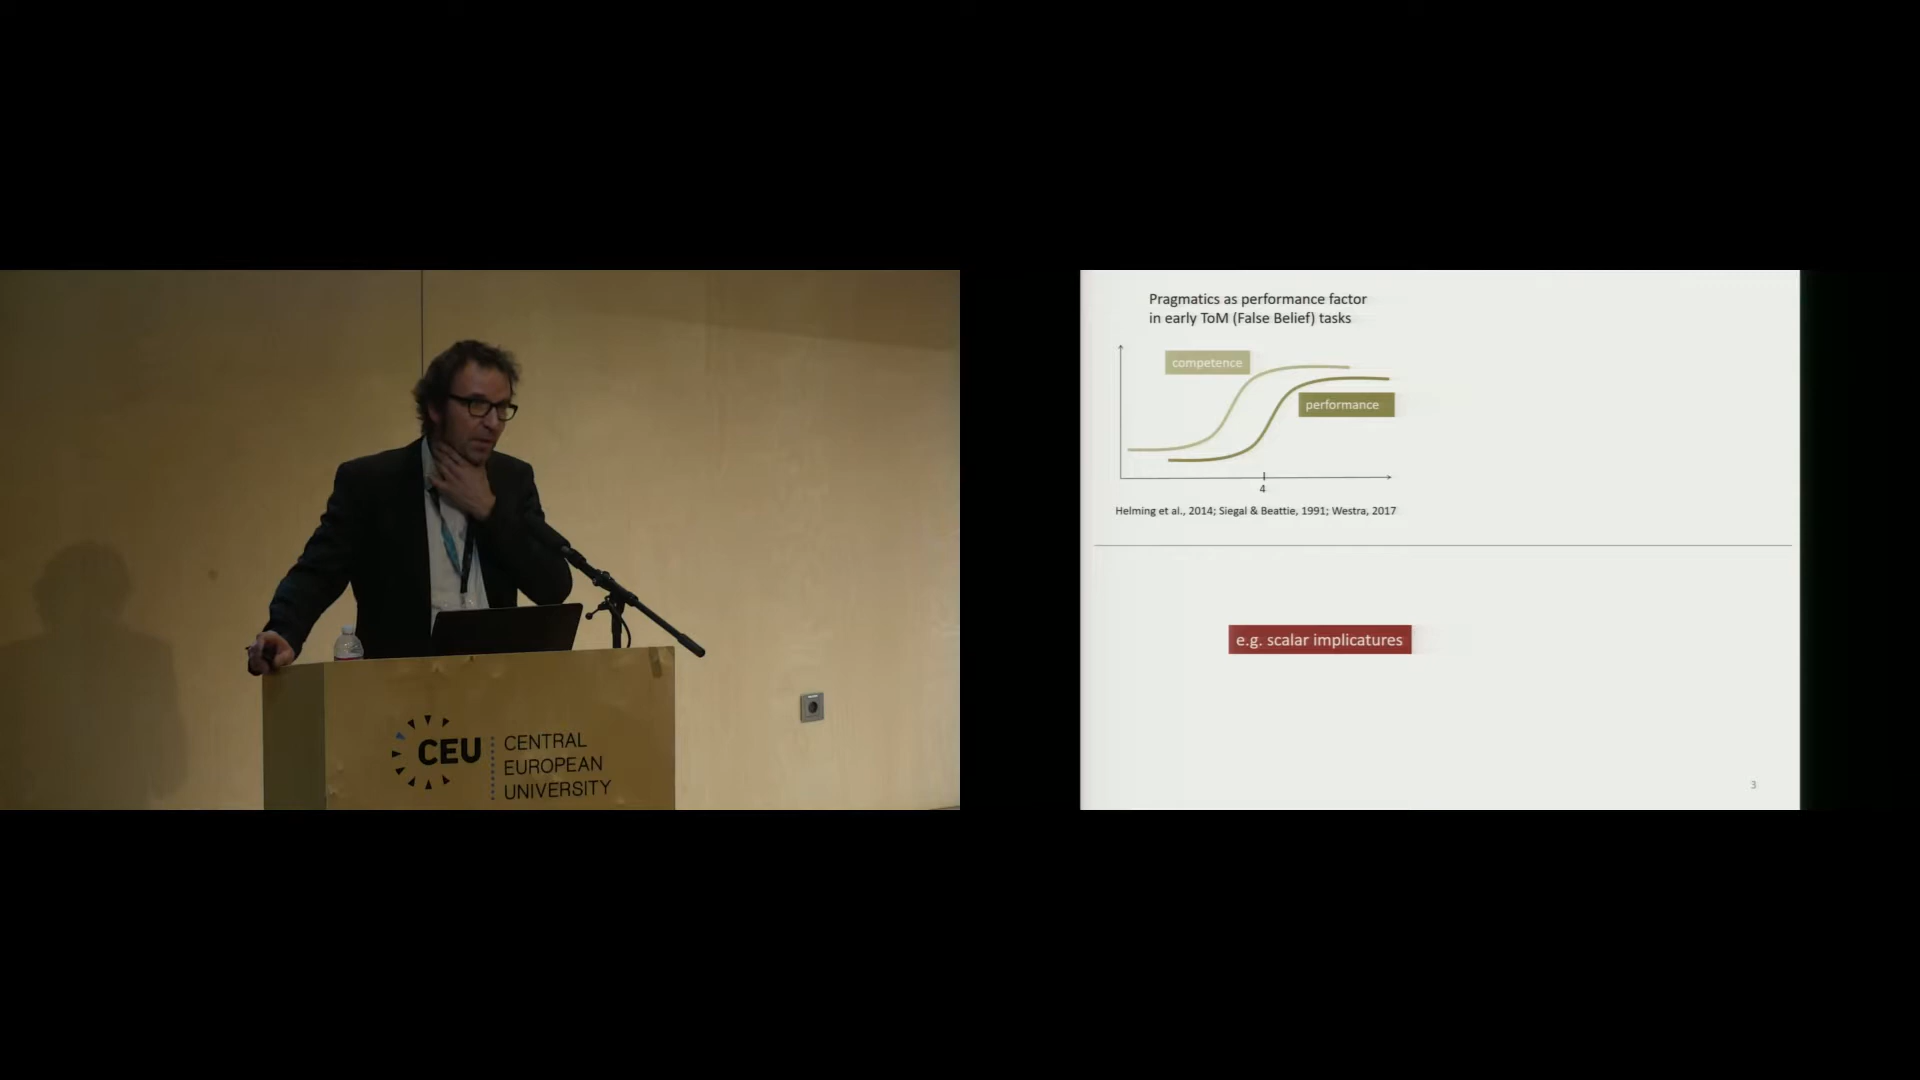 CEU
CENTRAL
EUROPEAN
UNIVERSITY
Pragmatics as performance factor
in early ToM (False Belief) tasks
competence
performance
4
Helming et al., 2014; Siegal & Beattie, 1991; Westra, 2017
e.g. scalar implicatures
3